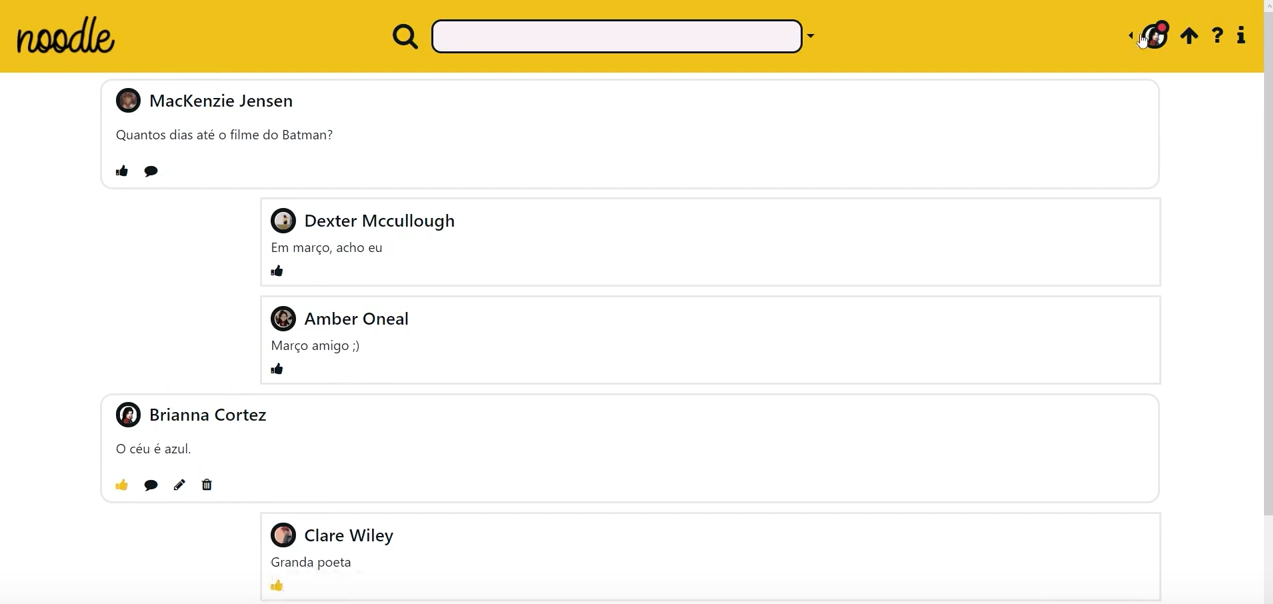 noodle
MacKenzie Jensen
Quantos dias até o filme do Batman?
Dexter Mccullough
Em março, acho eu
Amber Oneal
Março amigo ;)
Brianna Cortez
O céu é azul.
Clare Wiley
Granda poeta